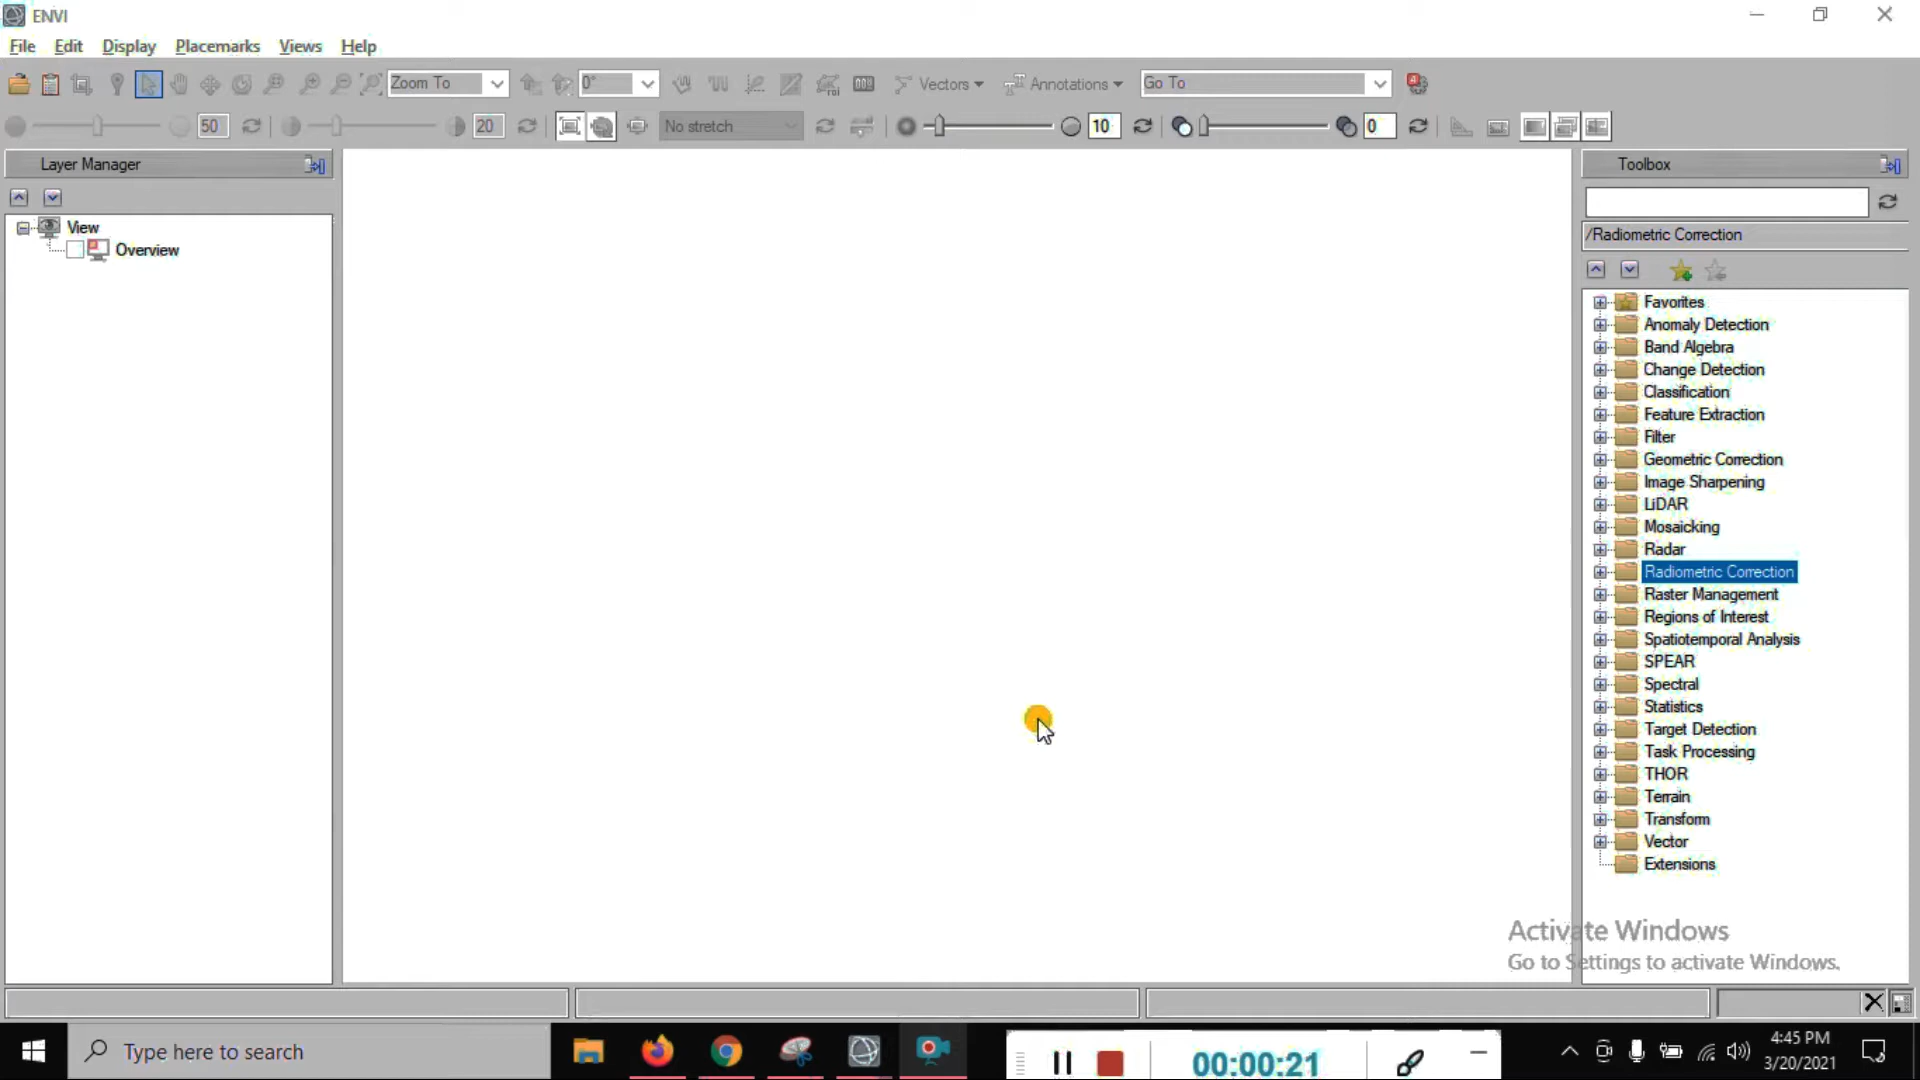 ENVI
File Edit Display Placemarks Views Help
Zoom To 0° Vectors Annotations Go To
50 20 No stretch 10 0
Layer Manager
View
Overview
Toolbox
/Radiometric Correction
Favorites
Anomaly Detection
Band Algebra
Change Detection
Classification
Feature Extraction
Filter
Geometric Correction
Image Sharpening
LiDAR
Mosaicking
Radar
Radiometric Correction
Raster Management
Regions of Interest
Spatiotemporal Analysis
SPEAR
Spectral
Statistics
Target Detection
Task Processing
THOR
Terrain
Transform
Vector
Extensions
Activate Windows
Go to Settings to activate Windows.
Type here to search
00:00:21
4:45 PM
3/20/2021